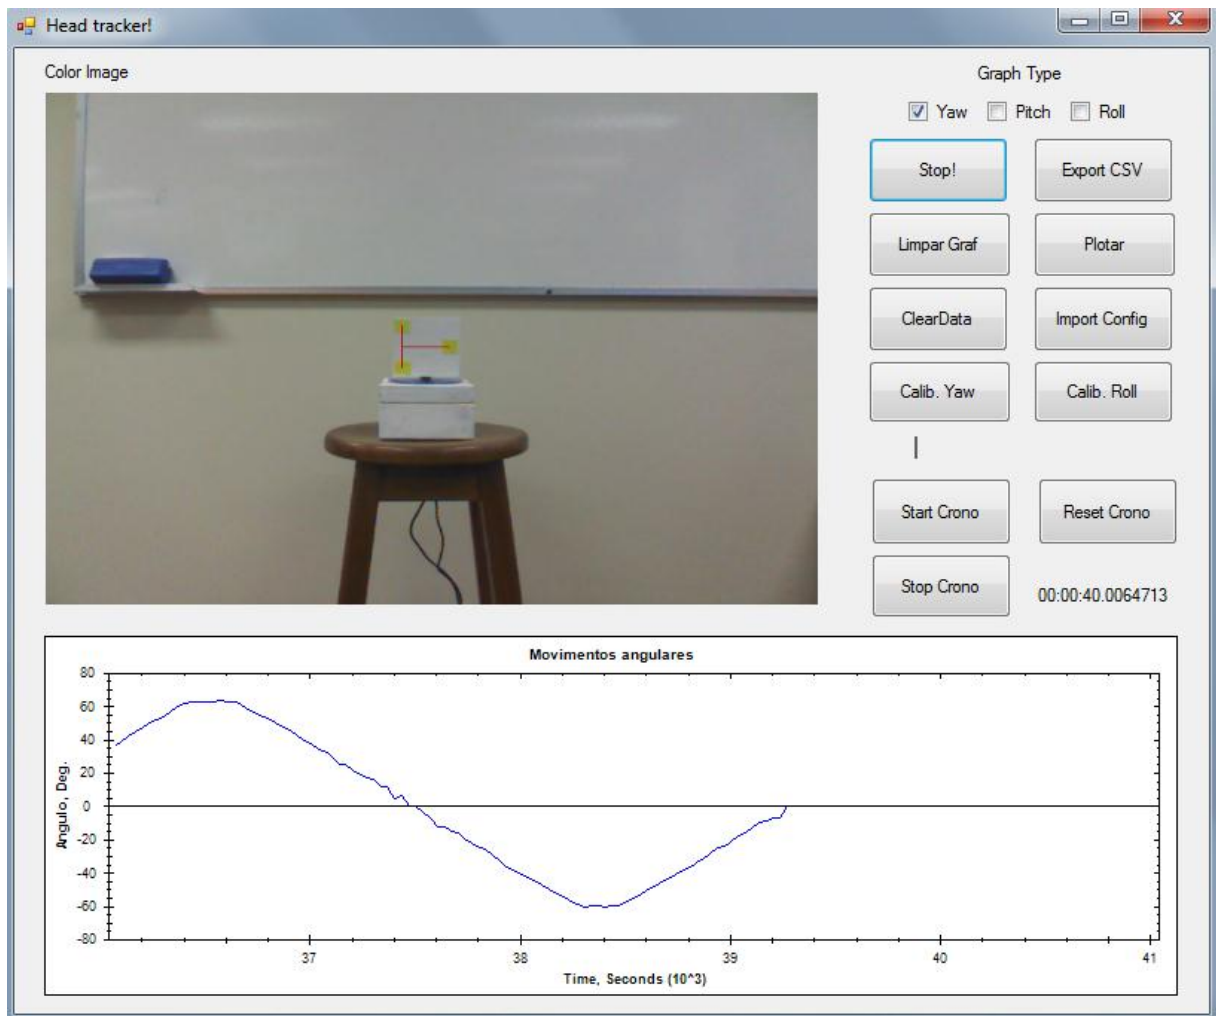 Head tracker!
Color Image
Graph Type
Yaw Pitch Roll
Stop! Export CSV
Limpar Graf Plotar
ClearData Import Config
Calib. Yaw Calib. Roll
|
Start Crono Reset Crono
Stop Crono 00:00:40.0064713
Movimentos angulares
80
60
40
20
0
-20
-40
-60
-80
Angulo, Deg.
37 38 39 40 41
Time, Seconds (10^3)